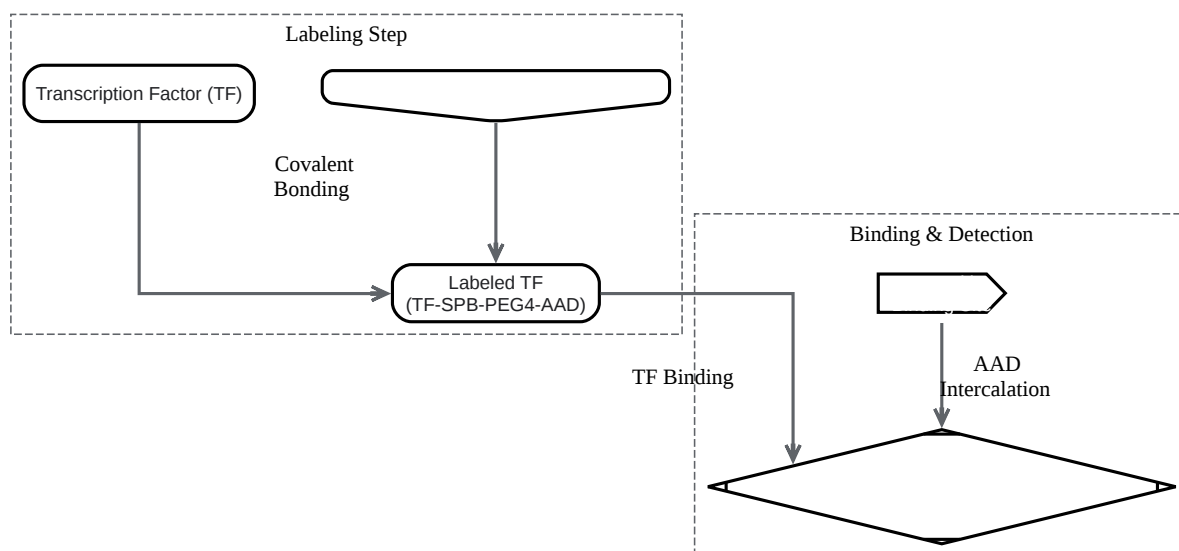 Labeling Step
Transcription Factor (TF)
Covalent
Bonding
Labeled TF
(TF-SPB-PEG4-AAD)
Binding & Detection
TF Binding
AAD
Intercalation